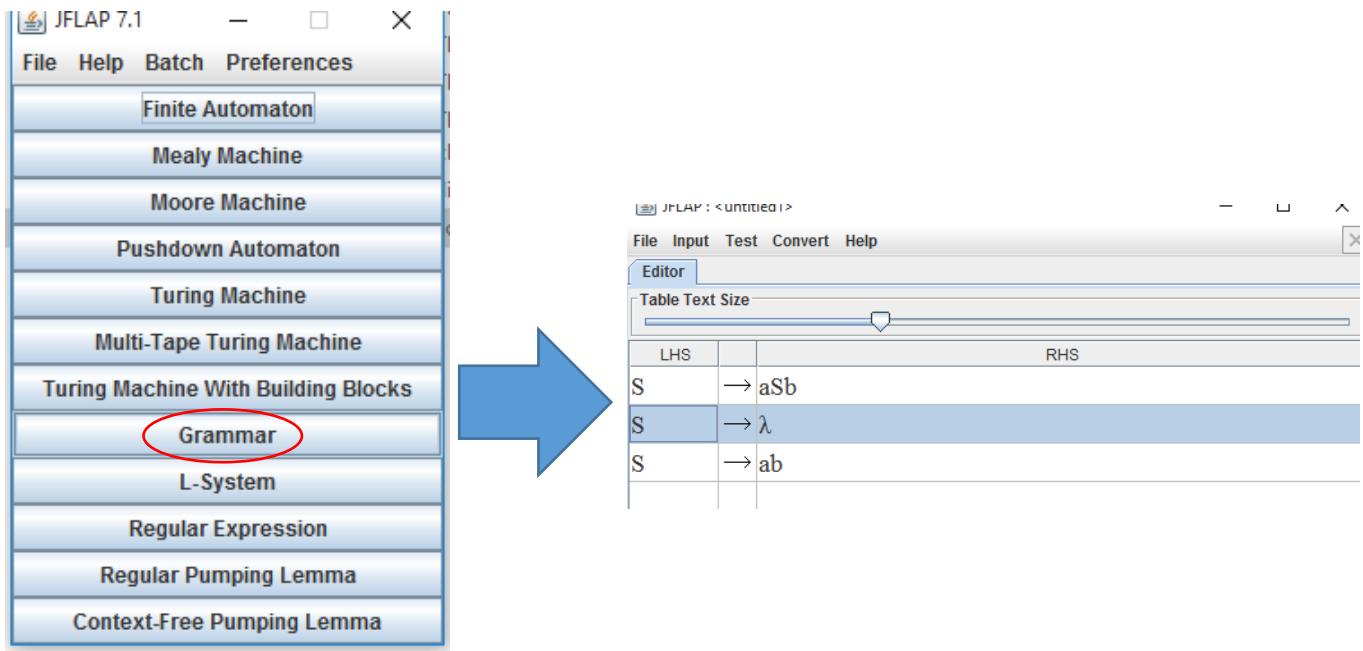 JFLAP 7.1
File Help Batch Preferences
Finite Automaton
Mealy Machine
Moore Machine
Pushdown Automaton
Turing Machine
Multi-Tape Turing Machine
Turing Machine With Building Blocks
Grammar
L-System
Regular Expression
Regular Pumping Lemma
Context-Free Pumping Lemma
JFLAP : <untitled1>
File Input Test Convert Help
Editor
Table Text Size
LHS RHS
S → aSb
S → λ
S → ab